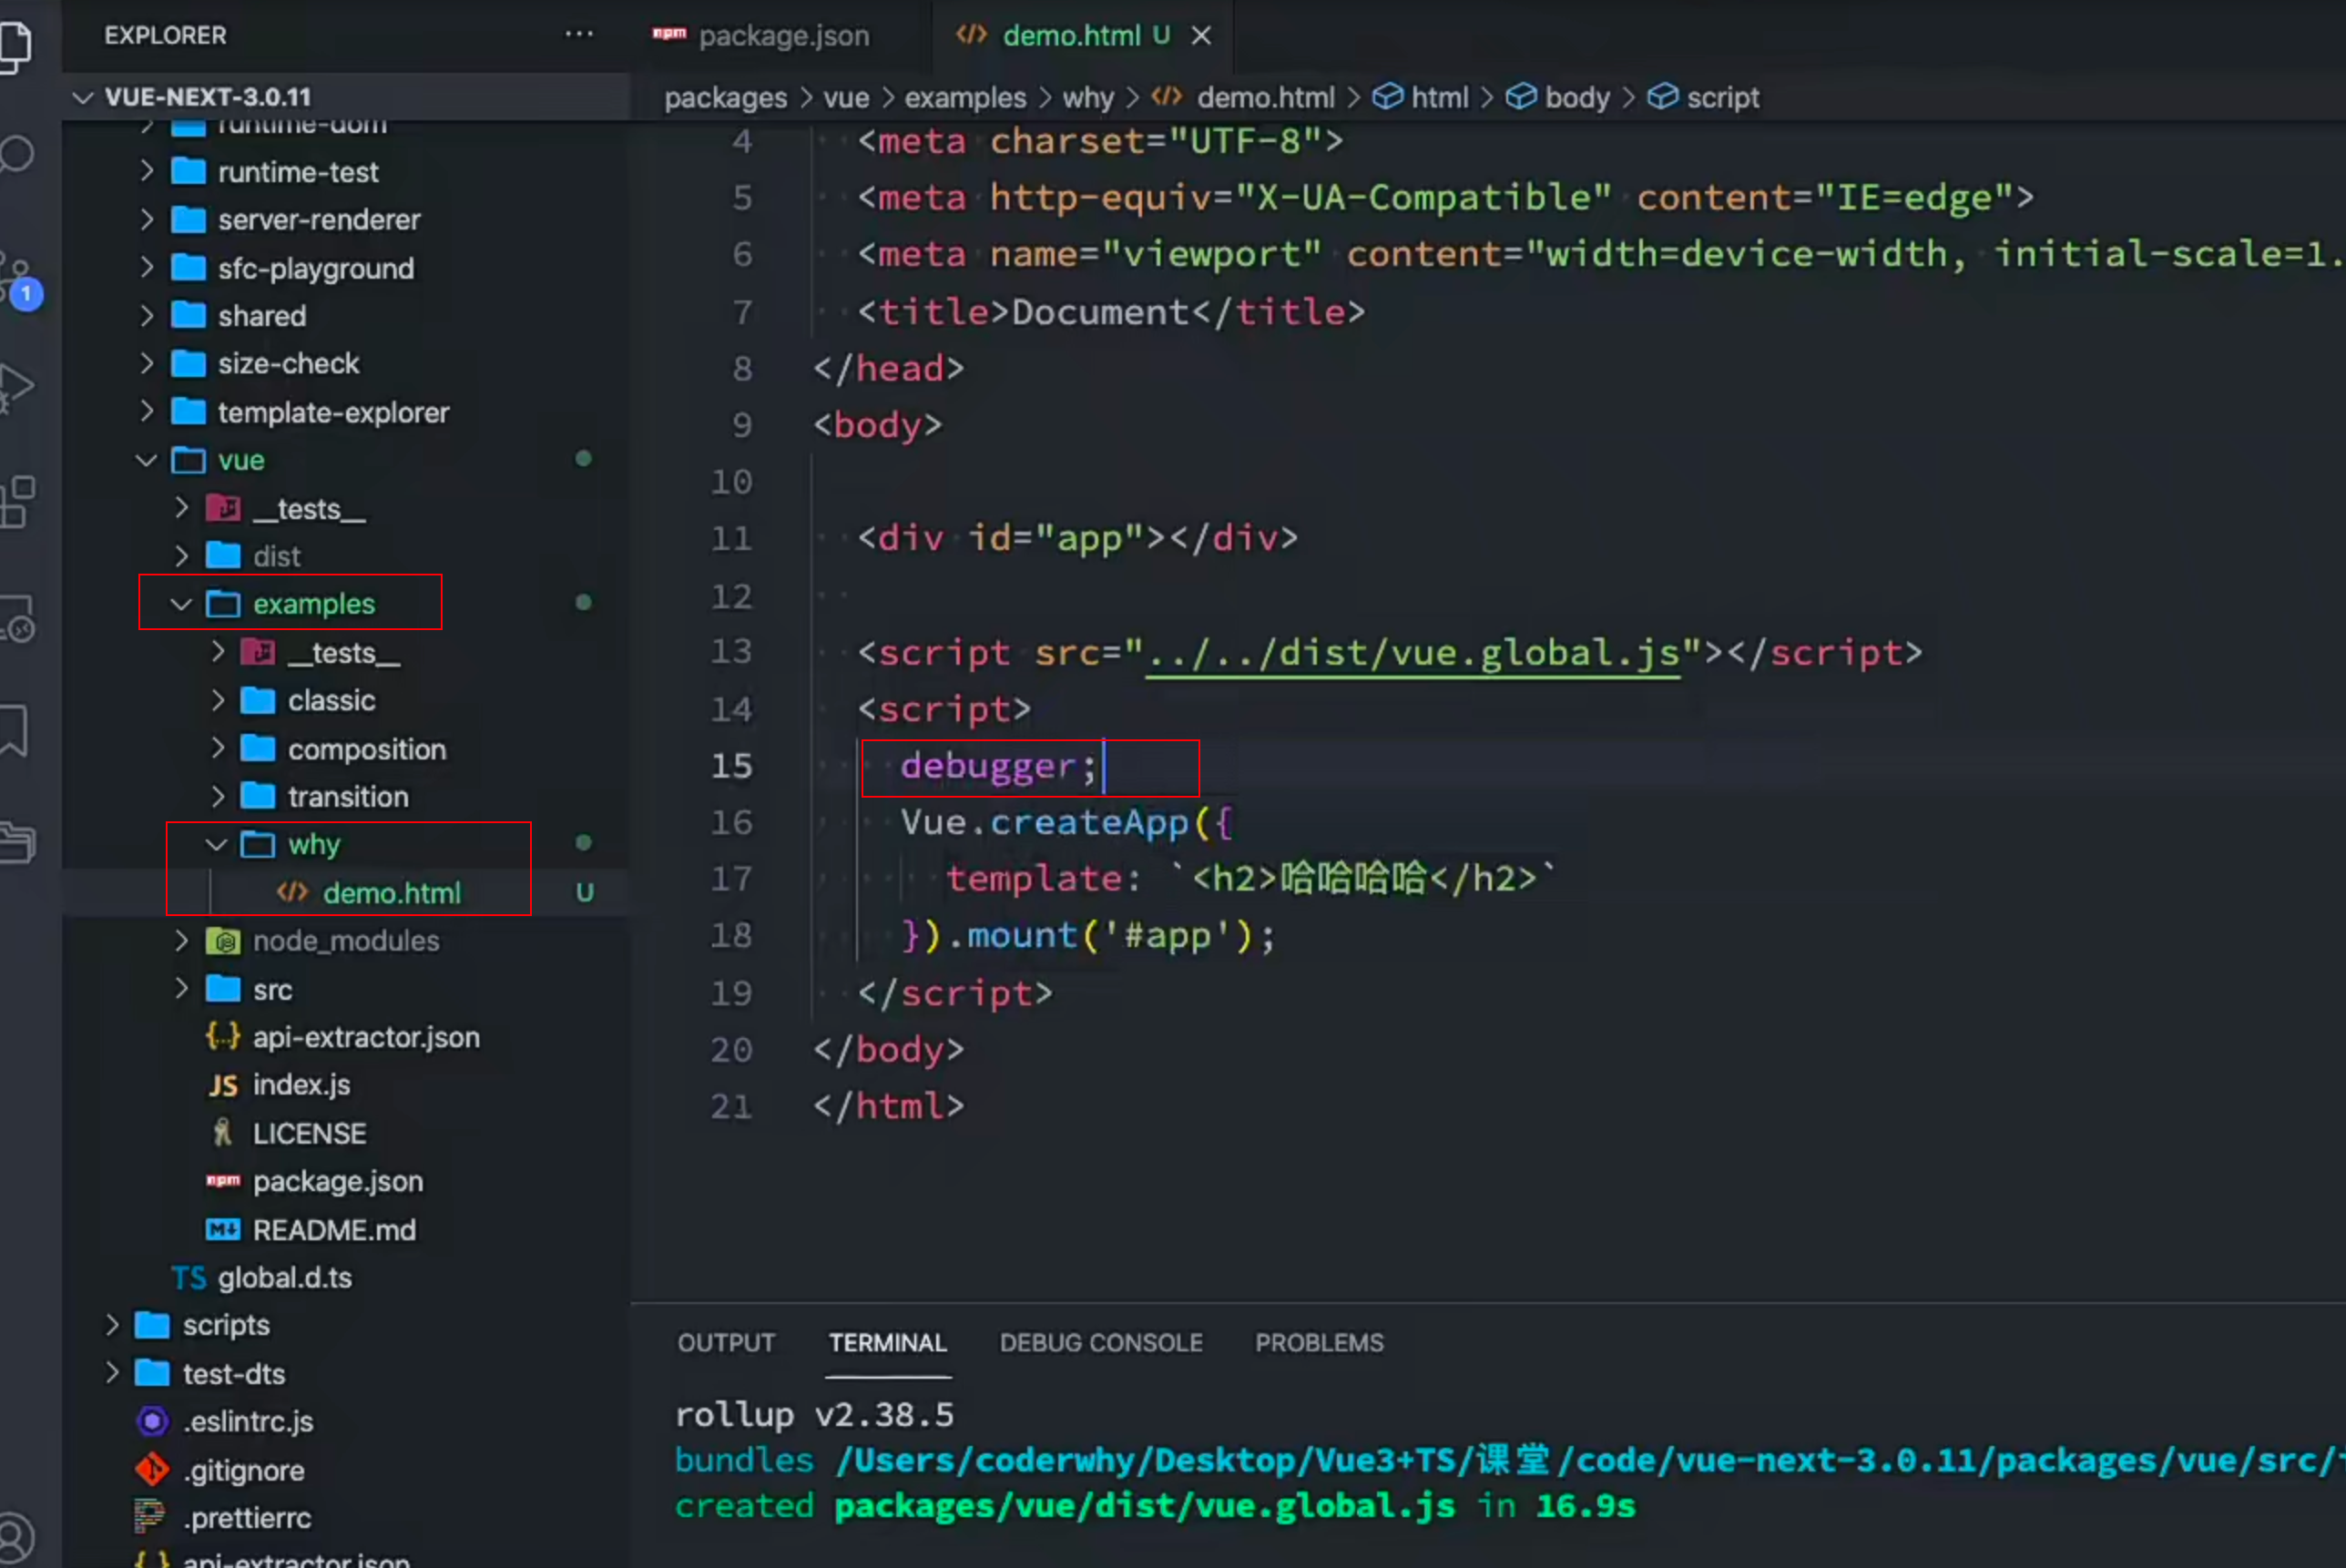 EXPLORER
···
VUE-NEXT-3.0.11
runtime-dom
runtime-test
server-renderer
sfc-playground
shared
size-check
template-explorer
vue
__tests__
dist
examples
__tests__
classic
composition
transition
why
demo.html U
node_modules
src
api-extractor.json
JS index.js
LICENSE
npm package.json
README.md
TS global.d.ts
scripts
test-dts
.eslintrc.js
.gitignore
.prettierrc
api-extractor.json
1
npm package.json
</> demo.html U
packages > vue > examples > why > </> demo.html > html > body > script
4 <meta charset="UTF-8">
5 <meta http-equiv="X-UA-Compatible" content="IE=edge">
6 <meta name="viewport" content="width=device-width, initial-scale=1.
7 <title>Document</title>
8 </head>
9 <body>
10
11 <div id="app"></div>
12
13 <script src="../../dist/vue.global.js"></script>
14 <script>
15 debugger;
16 Vue.createApp({
17 template: `<h2>哈哈哈哈</h2>`
18 }).mount('#app');
19 </script>
20 </body>
21 </html>
OUTPUT TERMINAL DEBUG CONSOLE PROBLEMS
rollup v2.38.5
bundles /Users/coderwhy/Desktop/Vue3+TS/课堂/code/vue-next-3.0.11/packages/vue/src/
created packages/vue/dist/vue.global.js in 16.9s